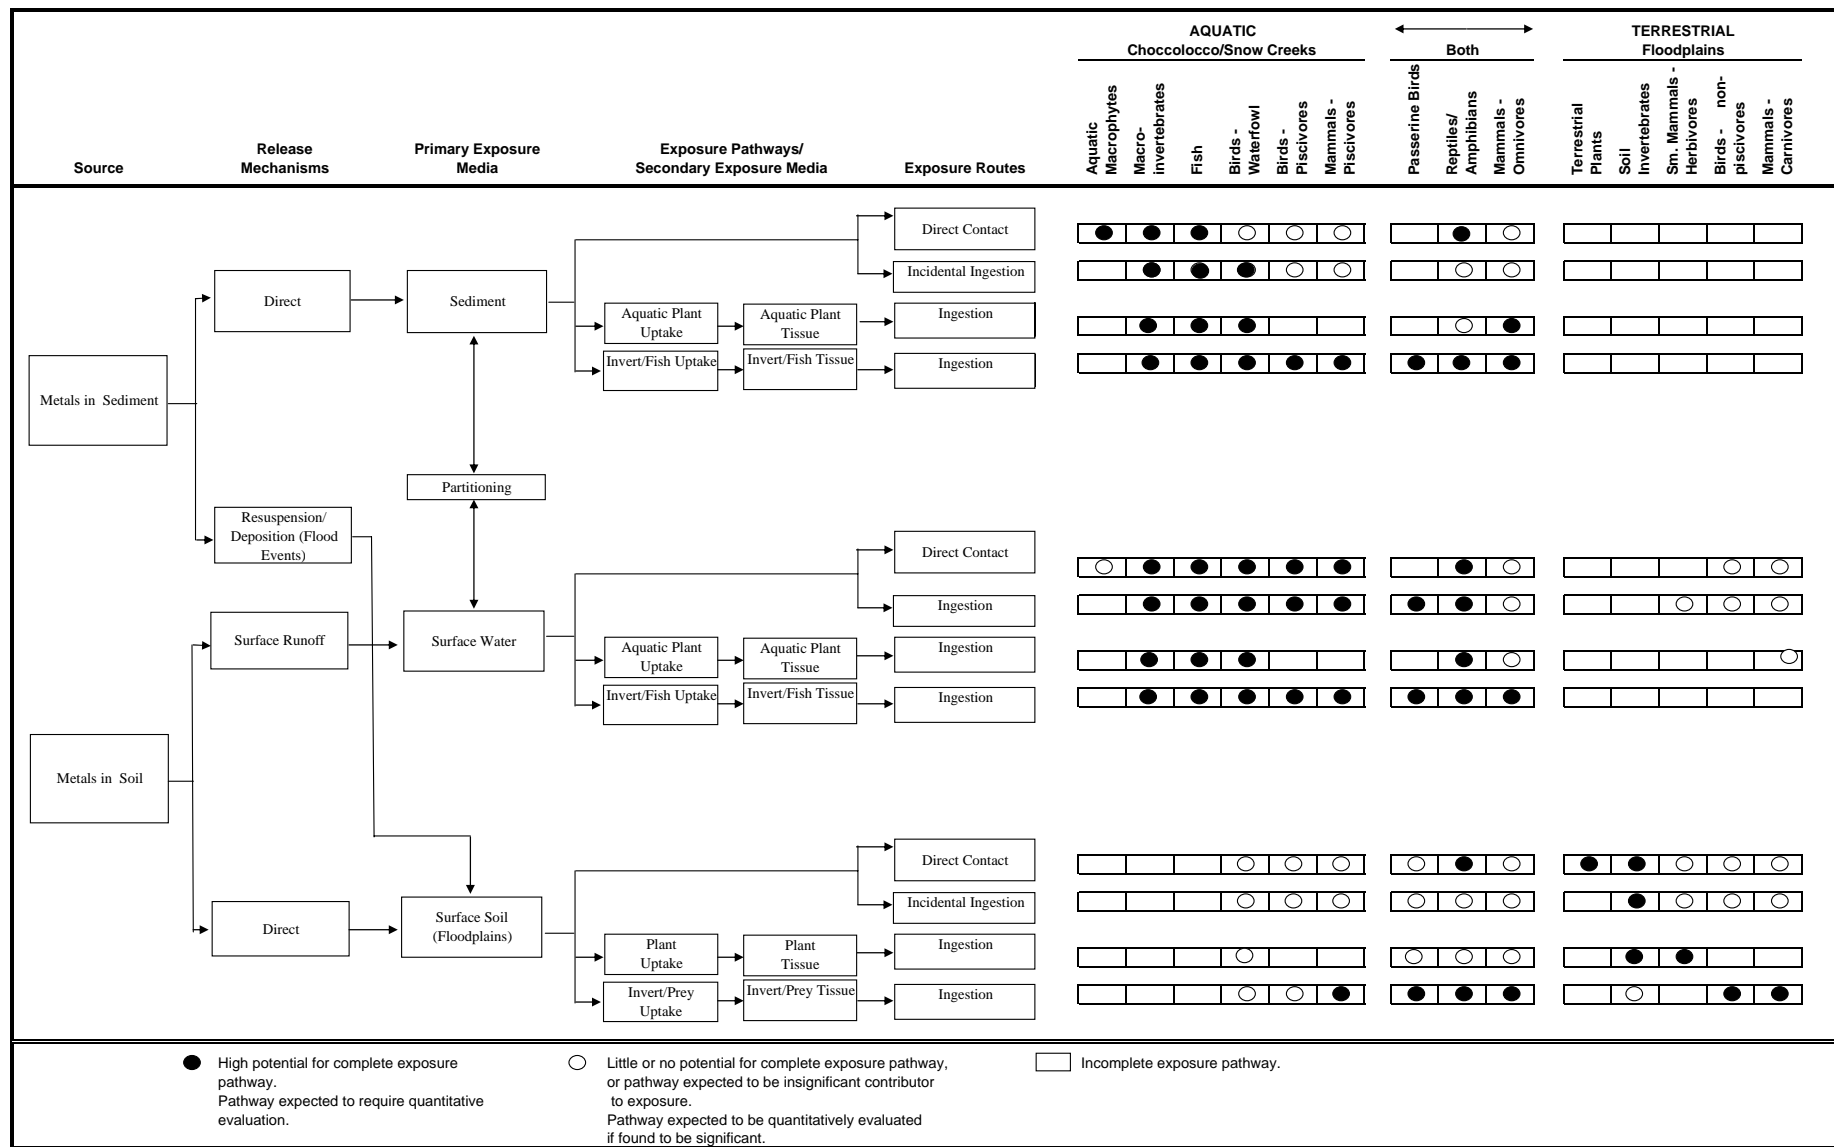 AQUATIC
Choccolocco/Snow Creeks
Both
TERRESTRIAL
Floodplains
Source
Release
Mechanisms
Primary Exposure
Media
Exposure Pathways/
Secondary Exposure Media
Exposure Routes
Aquatic
Macrophytes
Macro-
invertebrates
Fish
Birds -
Waterfowl
Birds -
Piscivores
Mammals -
Piscivores
Passerine Birds
Reptiles/
Amphibians
Mammals -
Omnivores
Terrestrial
Plants
Soil
Invertebrates
Sm. Mammals -
Herbivores
Birds - non-
piscivores
Mammals -
Carnivores
Direct Contact
Incidental Ingestion
Direct
Sediment
Aquatic Plant
Uptake
Aquatic Plant
Tissue
Ingestion
Invert/Fish Uptake
Invert/Fish Tissue
Ingestion
Metals in Sediment
Partitioning
Resuspension/
Deposition (Flood
Events)
Direct Contact
Ingestion
Surface Runoff
Surface Water
Aquatic Plant
Uptake
Aquatic Plant
Tissue
Ingestion
Invert/Fish Uptake
Invert/Fish Tissue
Ingestion
Metals in Soil
Direct Contact
Incidental Ingestion
Direct
Surface Soil
(Floodplains)
Plant
Uptake
Plant
Tissue
Ingestion
Invert/Prey
Uptake
Invert/Prey Tissue
Ingestion
High potential for complete exposure
pathway.
Pathway expected to require quantitative
evaluation.
Little or no potential for complete exposure pathway,
or pathway expected to be insignificant contributor
to exposure.
Pathway expected to be quantitatively evaluated
if found to be significant.
Incomplete exposure pathway.